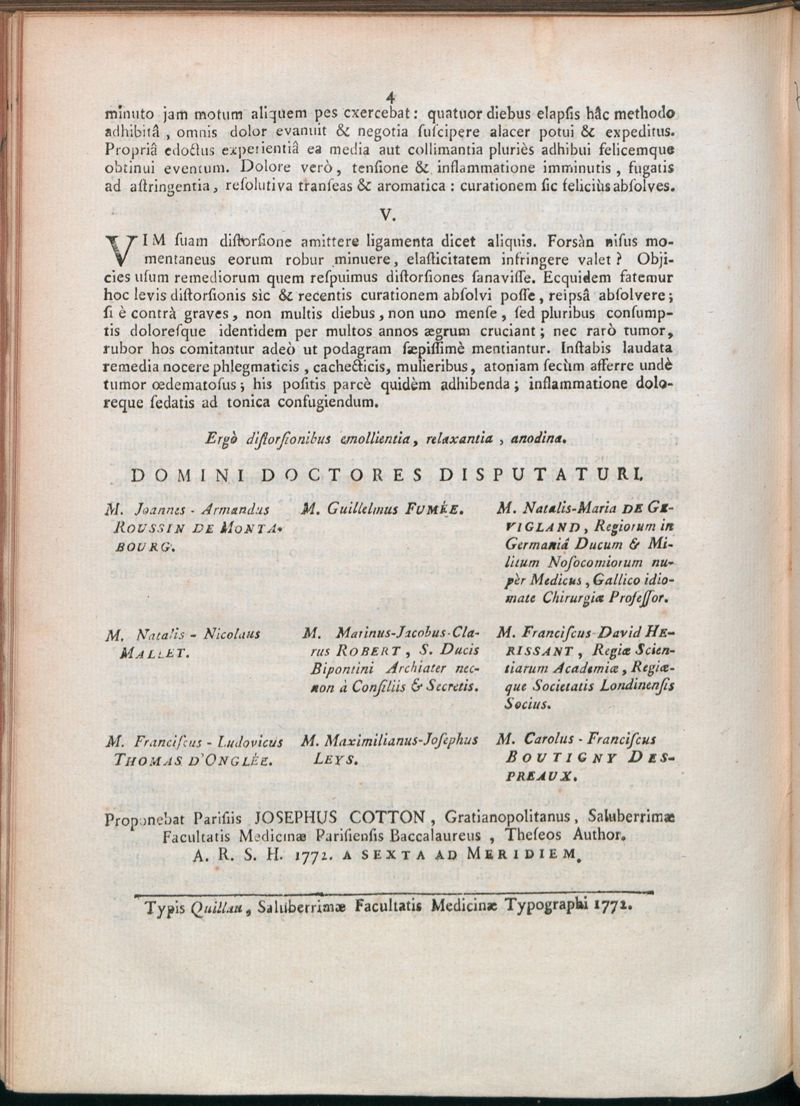 4
minuto jam motum aliquem pes exercebat : quatuor diebus elapſis hâc methodo
adhibitâ , omnis dolor evanuit & negotia ſuſcipere alacer potui & expeditus.
Propriâ edoctus experientiâ ea media aut collimantia pluriès adhibui felicemque
obtinui eventum. Dolore verò , tenſione & inflammatione imminutis , fugatis
ad aſtringentia, reſolutiva tranſeas & aromatica : curationem ſic feliciùs abſolves.
V.
VIM ſuam diſtorſione amittere ligamenta dicet aliquis. Forsàn niſus mo-
mentaneus eorum robur minuere, elaſticitatem infringere valet ? Obji-
cies uſum remediorum quem reſpuimus diſtorſiones ſanaviſſe. Ecquidem fatemur
hoc levis diſtorſionis sic & recentis curationem abſolvi poſſe , reipsâ abſolvere ;
ſi è contrà graves, non multis diebus , non uno menſe , ſed pluribus conſump-
tis doloreſque identidem per multos annos ægrum cruciant ; nec rarò tumor,
rubor hos comitantur adeò ut podagram ſæpiſſimè mentiantur. Inſtabis laudata
remedia nocere phlegmaticis , cachecticis, mulieribus, atoniam ſecùm afferre undè
tumor œdematoſus ; his poſitis parcè quidèm adhibenda ; inflammatione dolo-
reque ſedatis ad tonica confugiendum.
Ergò diſtorſionibus emollientia, relaxantia , anodina.
DOMINI DOCTORES DISPUTATURI.
M. Joannes - Armandus
ROUSSIN DE MONTA-
BOURG.
M. Guillelmus FUMÉE.
M. Natalis-Maria DE GE-
VIGLAND , Regiorum in
Germaniâ Ducum & Mi-
litum Noſocomiorum nu-
pèr Medicus , Gallico idio-
mate Chirurgiæ Profeſſor.
M. Natalis - Nicolaus
MALLET.
M. Marinus-Jacobus-Cla-
rus ROBERT , S. Ducis
Bipontini Archiater nec-
non à Conſiliis & Secretis.
M. Franciſcus-David HE-
RISSANT , Regiæ Scien-
tiarum Academiæ , Regiæ-
que Societatis Londinenſis
Socius.
M. Franciſcus - Ludovicus
THOMAS D'ONGLÉE.
M. Maximilianus-Joſephus
LEYS.
M. Carolus - Franciſcus
BOUTIGNY DES-
PREAUX.
Proponebat Pariſiis JOSEPHUS COTTON , Gratianopolitanus, Saluberrimæ
Facultatis Medicinæ Pariſienſis Baccalaureus , Theſeos Author.
A. R. S. H. 1772. A SEXTA AD MERIDIEM.
Typis Quillau, Saluberrimæ Facultatis Medicinæ Typographi 1772.